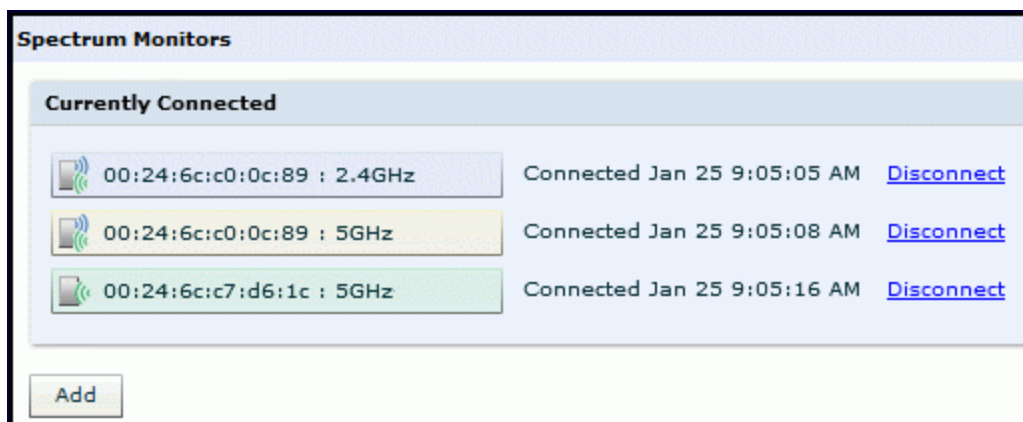 Spectrum Monitors
Currently Connected
00:24:6c:c0:0c:89 : 2.4GHz Connected Jan 25 9:05:05 AM Disconnect
00:24:6c:c0:0c:89 : 5GHz Connected Jan 25 9:05:08 AM Disconnect
00:24:6c:c7:d6:1c : 5GHz Connected Jan 25 9:05:16 AM Disconnect
Add